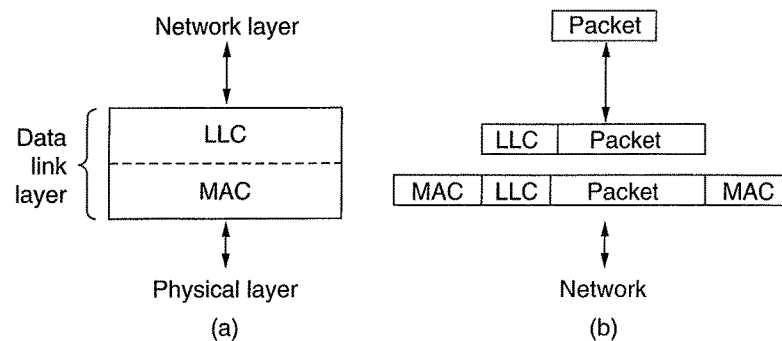 Network layer
Packet
Data
link
layer
LLC
MAC
LLC Packet
MAC LLC Packet MAC
Physical layer
Network
(a)
(b)